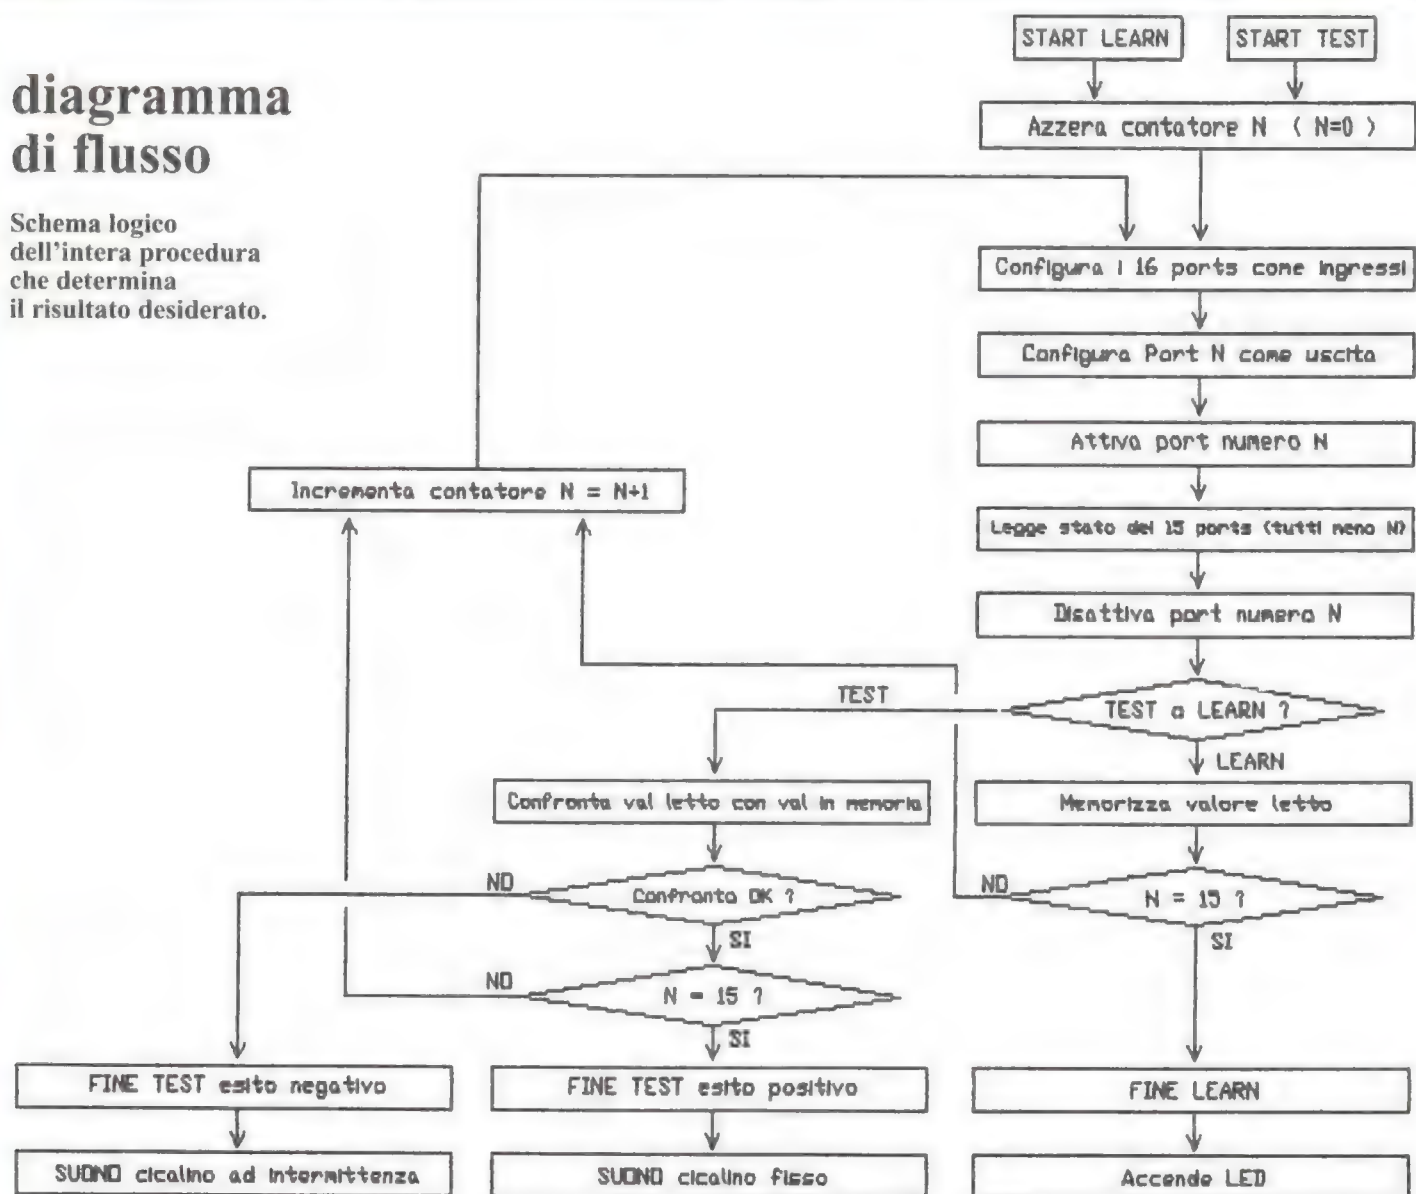 diagramma
di flusso
Schema logico
dell'intera procedura
che determina
il risultato desiderato.
START LEARN
START TEST
Azzera contatore N ( N=0 )
Configura i 16 ports come ingressi
Configura Port N come uscita
Attiva port numero N
Incrementa contatore N = N+1
Legge stato dei 15 ports (tutti meno N)
Disattiva port numero N
TEST
TEST o LEARN ?
LEARN
Confronta val letto con val in memoria
Memorizza valore letto
NO
Confronto OK ?
NO
N = 15 ?
SI
SI
NO
N = 15 ?
SI
FINE TEST esito negativo
FINE TEST esito positivo
FINE LEARN
SUONO cicalino ad intermittenza
SUONO cicalino fisso
Accende LED